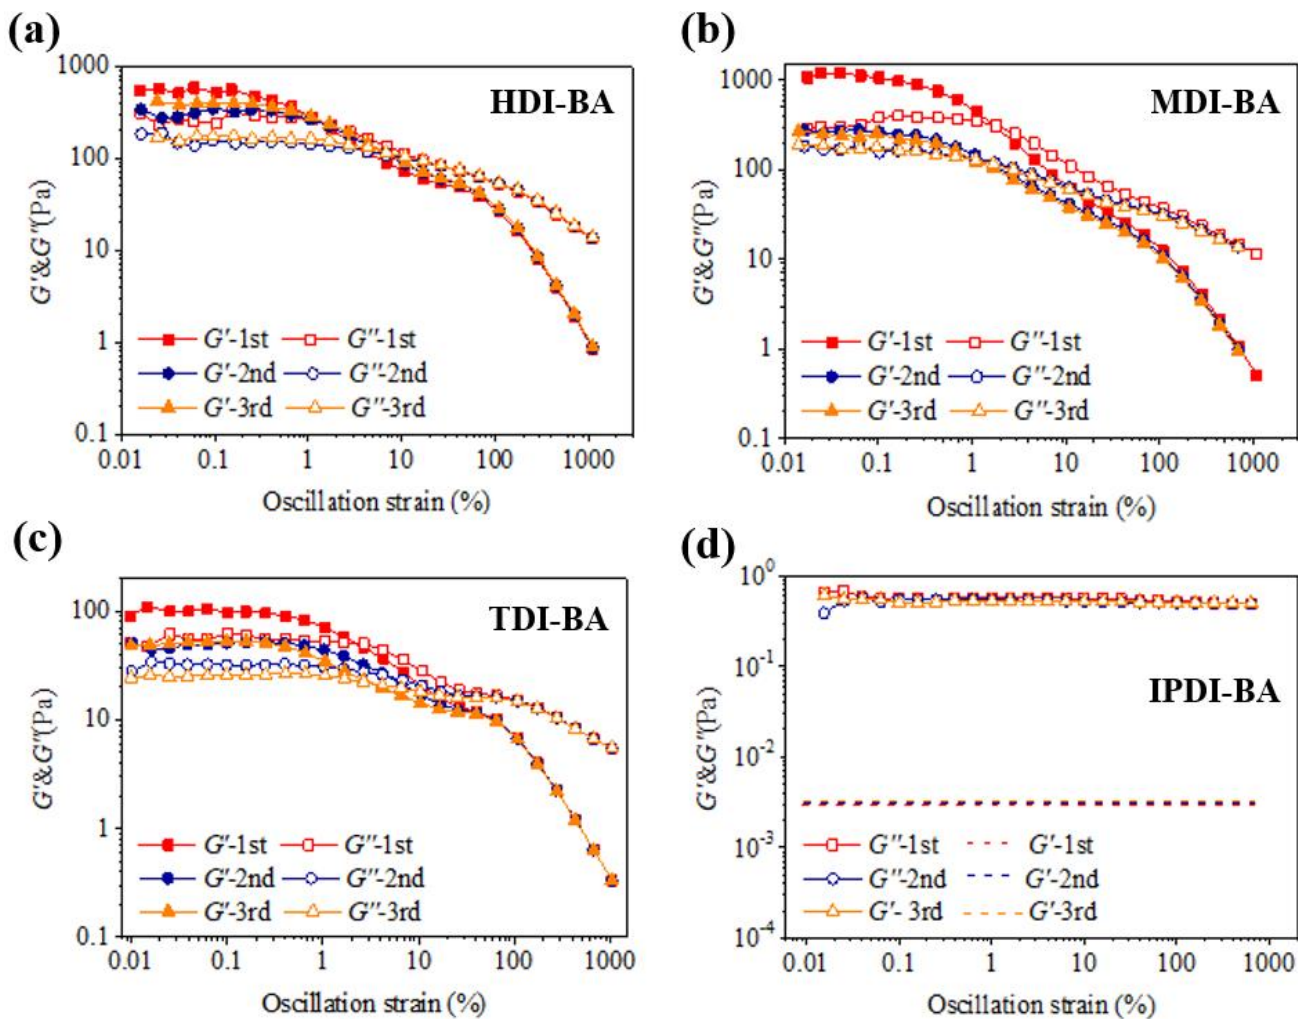 (a)
HDI-BA
1000
100
10
1
0.1
G'&G''(Pa)
G'-1st G''-1st
G'-2nd G''-2nd
G'-3rd G''-3rd
0.01 0.1 1 10 100 1000
Oscillation strain (%)
(b)
MDI-BA
1000
100
10
1
0.1
G'&G''(Pa)
G'-1st G''-1st
G'-2nd G''-2nd
G'-3rd G''-3rd
0.01 0.1 1 10 100 1000
Oscillation strain (%)
(c)
TDI-BA
100
10
1
0.1
G'&G''(Pa)
G'-1st G''-1st
G'-2nd G''-2nd
G'-3rd G''-3rd
0.01 0.1 1 10 100 1000
Oscillation strain (%)
(d)
IPDI-BA
10⁰
10⁻¹
10⁻²
10⁻³
10⁻⁴
G'&G''(Pa)
G''-1st G'-1st
G''-2nd G'-2nd
G'- 3rd G'-3rd
0.01 0.1 1 10 100 1000
Oscillation strain (%)